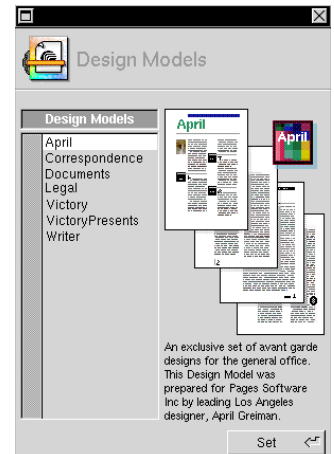 Design Models
Design Models
April
Correspondence
Documents
Legal
Victory
VictoryPresents
Writer
April
April
An exclusive set of avant garde
designs for the general office.
This Design Model was
prepared for Pages Software
Inc by leading Los Angeles
designer, April Greiman.
Set